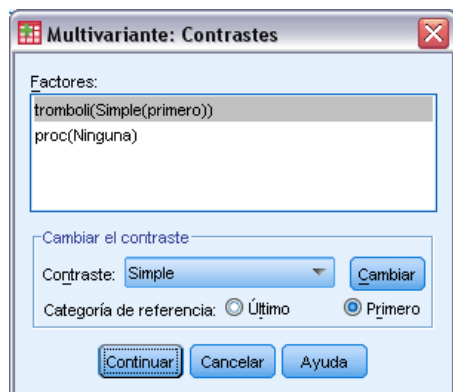 Multivariante: Contrastes
Factores:
tromboli(Simple(primero))
proc(Ninguna)
Cambiar el contraste
Contraste: Simple Cambiar
Categoría de referencia: Último Primero
Continuar Cancelar Ayuda